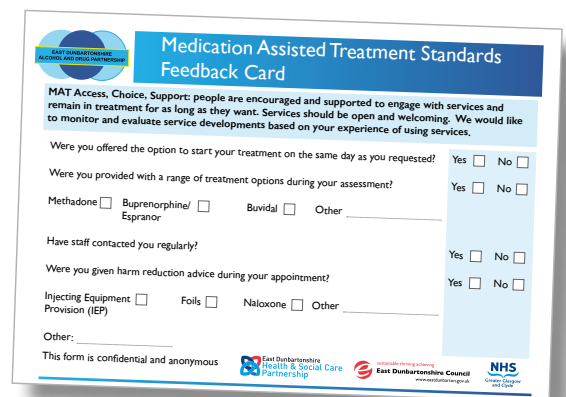 EAST DUNBARTONSHIRE
ALCOHOL AND DRUG PARTNERSHIP
Medication Assisted Treatment Standards
Feedback Card
MAT Access, Choice, Support: people are encouraged and supported to engage with services and
remain in treatment for as long as they want. Services should be open and welcoming. We would like
to monitor and evaluate service developments based on your experience of using services.
Were you offered the option to start your treatment on the same day as you requested? Yes No
Were you provided with a range of treatment options during your assessment? Yes No
Methadone Buprenorphine/ Buvidal Other
Espranor
Have staff contacted you regularly? Yes No
Were you given harm reduction advice during your appointment? Yes No
Injecting Equipment Foils Naloxone Other
Provision (IEP)
Other:
This form is confidential and anonymous
East Dunbartonshire
Health & Social Care
Partnership
sustainable thriving achieving
East Dunbartonshire Council
www.eastdunbarton.gov.uk
NHS
Greater Glasgow
and Clyde